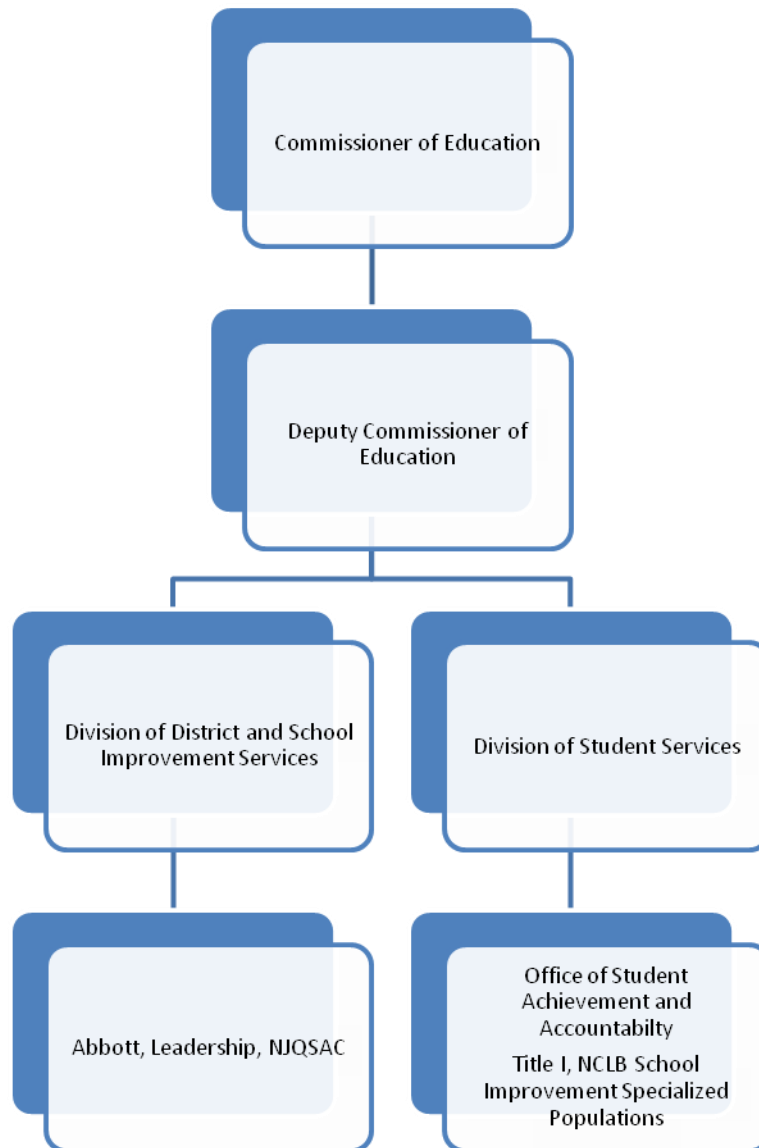 Commissioner of Education
Deputy Commissioner of
Education
Division of District and School
Improvement Services
Division of Student Services
Abbott, Leadership, NJQSAC
Office of Student
Achievement and
Accountabilty
Title I, NCLB School
Improvement Specialized
Populations